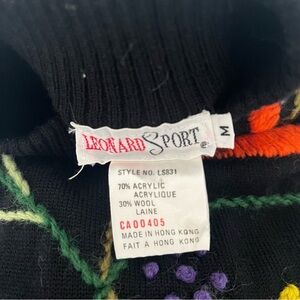 LEONARD SPORT ®
M
STYLE NO. LS831
70% ACRYLIC
ACRYLIQUE
30% WOOL
LAINE
CA00405
MADE IN HONG KONG
FAIT A HONG KONG